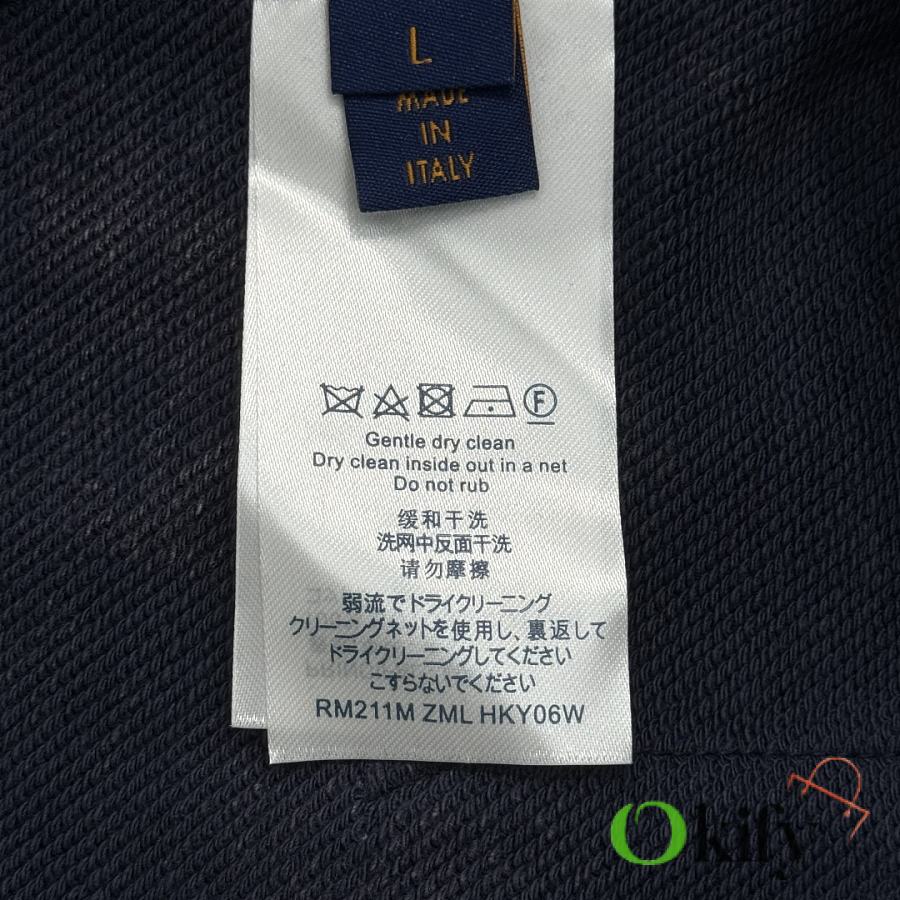 L
MADE
IN
ITALY
F
Gentle dry clean
Dry clean inside out in a net
Do not rub
缓和干洗
洗网中反面干洗
请勿摩擦
弱流でドライクリーニング
クリーニングネットを使用し、裏返して
ドライクリーニングしてください
こすらないでください
RM211M ZML HKY06W
Okify